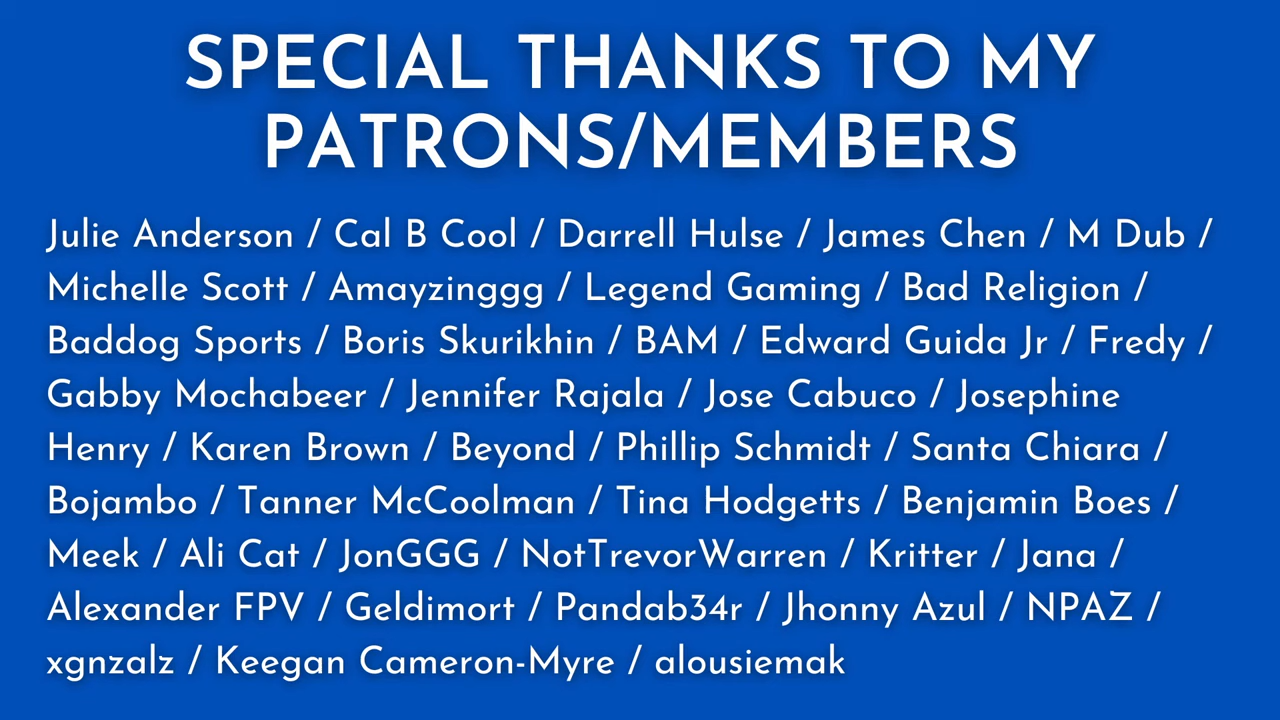 SPECIAL THANKS TO MY
PATRONS/MEMBERS
Julie Anderson / Cal B Cool / Darrell Hulse / James Chen / M Dub /
Michelle Scott / Amayzinggg / Legend Gaming / Bad Religion /
Baddog Sports / Boris Skurikhin / BAM / Edward Guida Jr / Fredy /
Gabby Mochabeer / Jennifer Rajala / Jose Cabuco / Josephine
Henry / Karen Brown / Beyond / Phillip Schmidt / Santa Chiara /
Bojambo / Tanner McCoolman / Tina Hodgetts / Benjamin Boes /
Meek / Ali Cat / JonGGG / NotTrevorWarren / Kritter / Jana /
Alexander FPV / Geldimort / Pandab34r / Jhonny Azul / NPAZ /
xgnzalz / Keegan Cameron-Myre / alousiemak